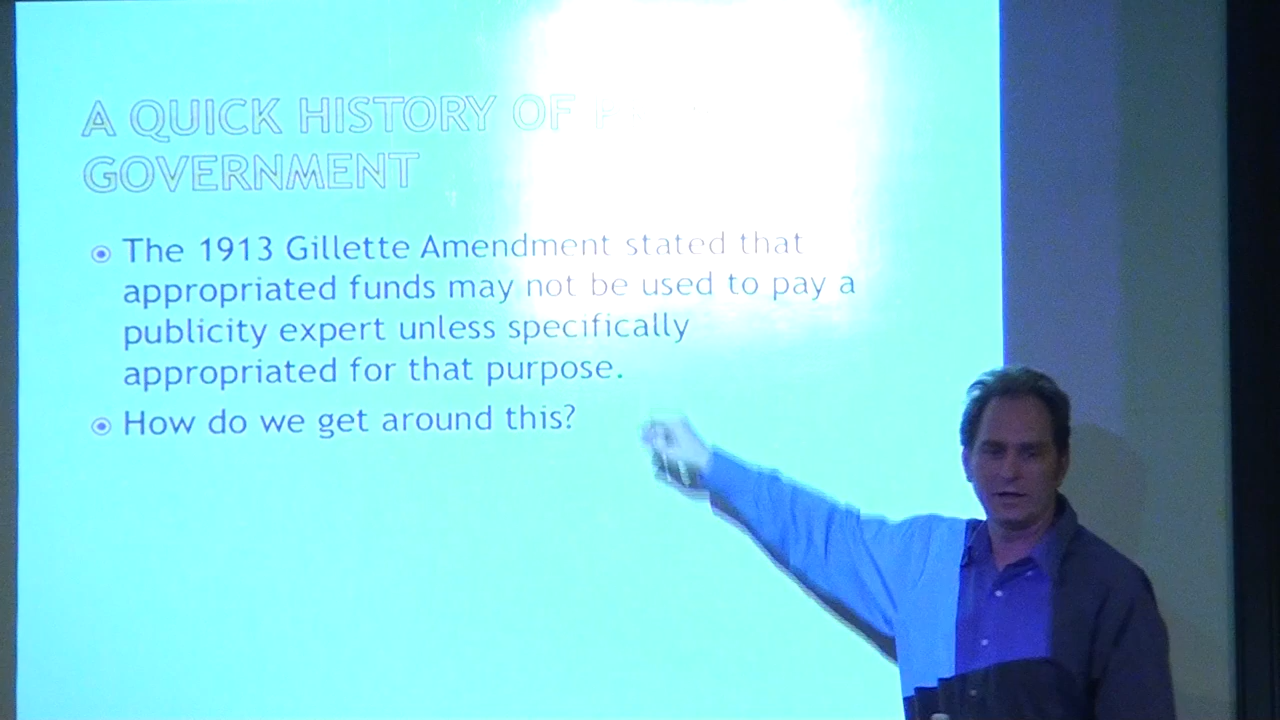 A QUICK HISTORY OF
GOVERNMENT
The 1913 Gillette Amendment stated that
appropriated funds may not be used to pay a
publicity expert unless specifically
appropriated for that purpose.
How do we get around this?